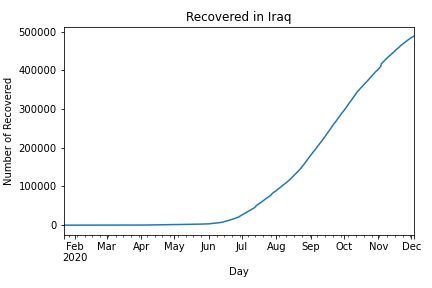 Recovered in Iraq
500000
400000
300000
200000
100000
0
Number of Recovered
Feb Mar Apr May Jun Jul Aug Sep Oct Nov Dec
2020
Day